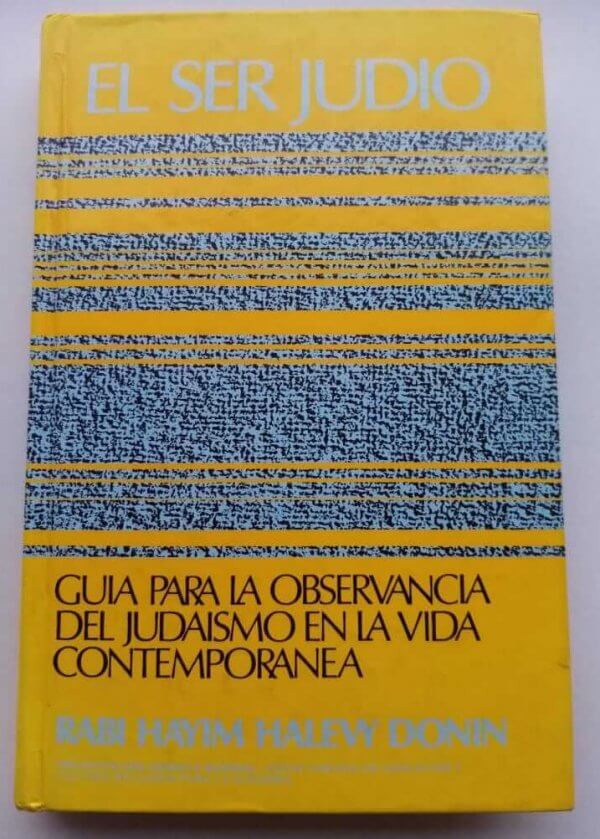 EL SER JUDIO
GUIA PARA LA OBSERVANCIA
DEL JUDAISMO EN LA VIDA
CONTEMPORANEA
RABI HAYIM HALEVY DONIN